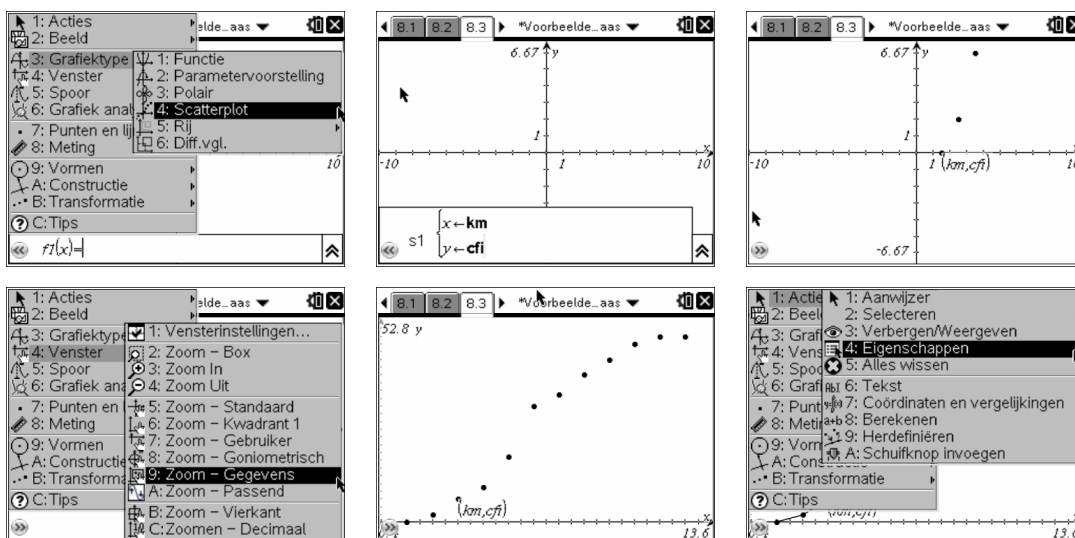 1: Acties
2: Beeld
elde_aas
3: Grafiektype
1: Functie
4: Venster
2: Parametervoorstelling
5: Spoor
3: Polair
6: Grafiek anal
4: Scatterplot
7: Punten en lij
5: Rij
8: Meting
6: Diff.vgl.
9: Vormen
10
A: Constructie
B: Transformatie
C: Tips
f1(x)=
8.1 8.2 8.3 *Voorbeelde_aas
6.67 y
1
x
-10 1 10
s1
x←km
y←cfi
8.1 8.2 8.3 *Voorbeelde_aas
6.67 y
1
x
-10 1 (km,cfi) 10
-6.67
1: Acties
2: Beeld
elde_aas
3: Grafiektype
1: Vensterinstellingen...
4: Venster
2: Zoom – Box
5: Spoor
3: Zoom In
6: Grafiek ana
4: Zoom Uit
7: Punten en
5: Zoom – Standaard
8: Meting
6: Zoom – Kwadrant 1
7: Zoom – Gebruiker
9: Vormen
8: Zoom – Goniometrisch
A: Constructie
9: Zoom – Gegevens
B: Transforma
A: Zoom – Passend
C: Tips
B: Zoom – Vierkant
C: Zoomen – Decimaal
8.1 8.2 8.3 *Voorbeelde_aas
52.8 y
(km,cfi)
x
13.6
1: Actie
1: Aanwijzer
2: Beel
2: Selecteren
3: Graf
3: Verbergen/Weergeven
4: Vens
4: Eigenschappen
5: Spoo
5: Alles wissen
6: Graf
6: Tekst
7: Punt
7: Coördinaten en vergelijkingen
8: Meti
8: Berekenen
9: Vorm
9: Herdefiniëren
A: Cons
A: Schuifknop invoegen
B: Transformatie
C: Tips
13.6